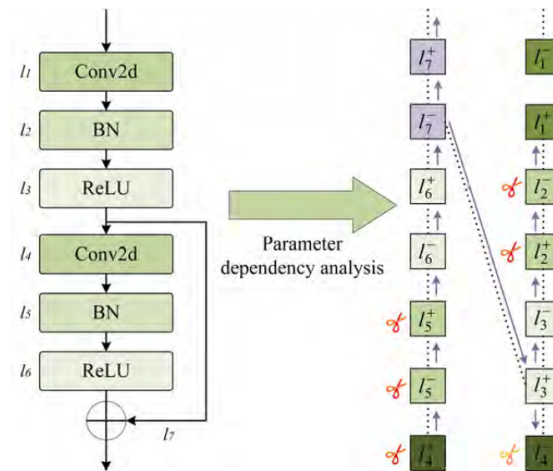 l₁ Conv2d
l₂ BN
l₃ ReLU
l₄ Conv2d
l₅ BN
l₆ ReLU
l₇
Parameter
dependency analysis
l₇⁺
l₇⁻
l₆⁺
l₆⁻
l₅⁺
l₅⁻
l₄⁺
l₁⁻
l₁⁺
l₂⁻
l₂⁺
l₃⁻
l₃⁺
l₄⁻